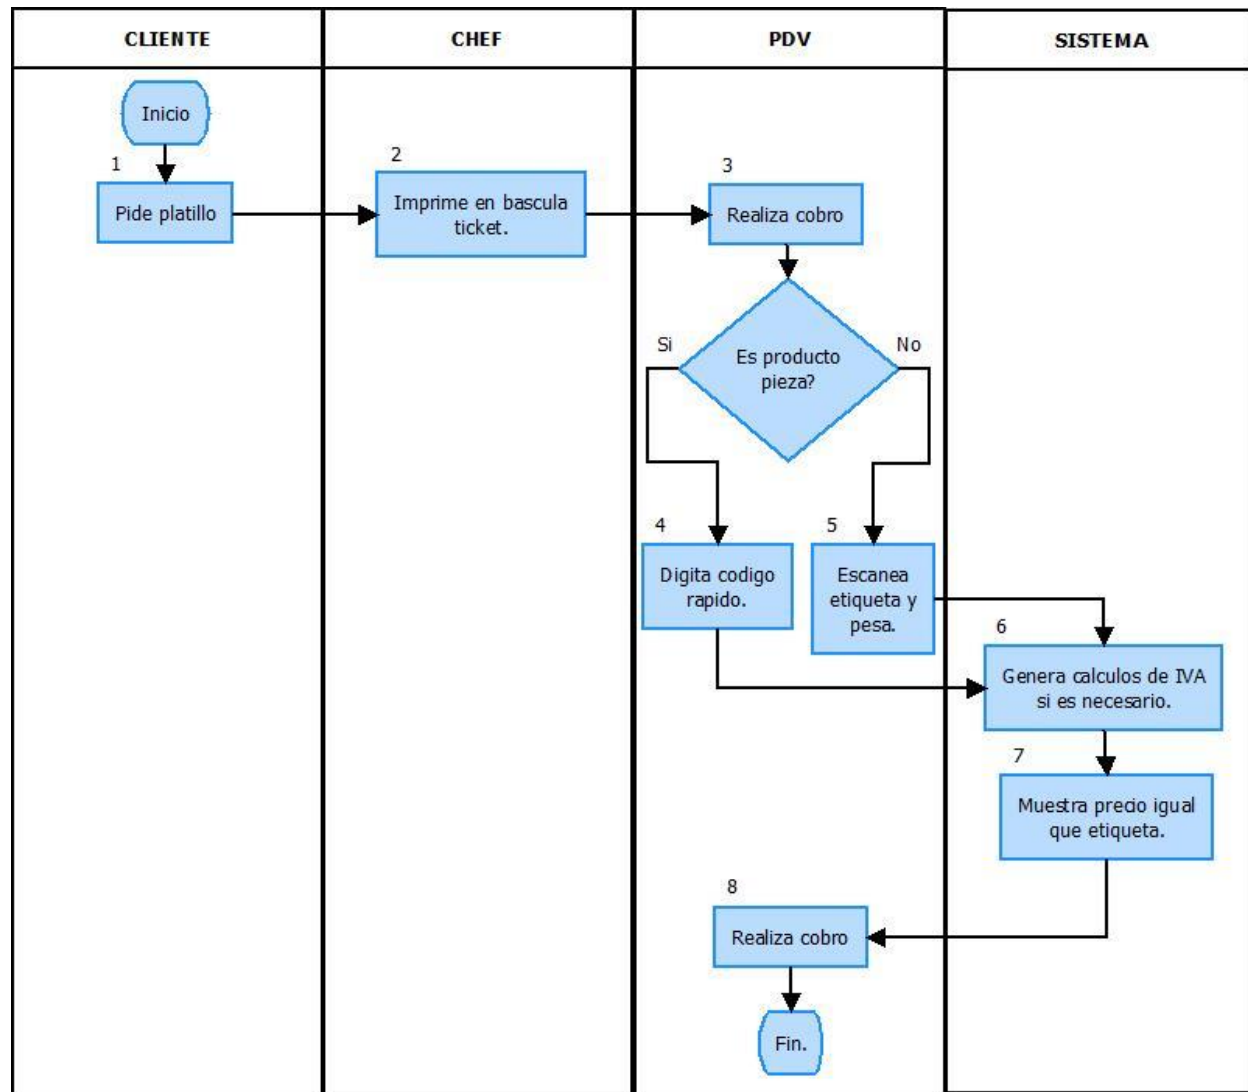 CLIENTE
CHEF
PDV
SISTEMA
Inicio
1
Pide platillo
2
Imprime en bascula
ticket.
3
Realiza cobro
Es producto
pieza?
Si
No
4
Digita codigo
rapido.
5
Escanea
etiqueta y
pesa.
6
Genera calculos de IVA
si es necesario.
7
Muestra precio igual
que etiqueta.
8
Realiza cobro
Fin.